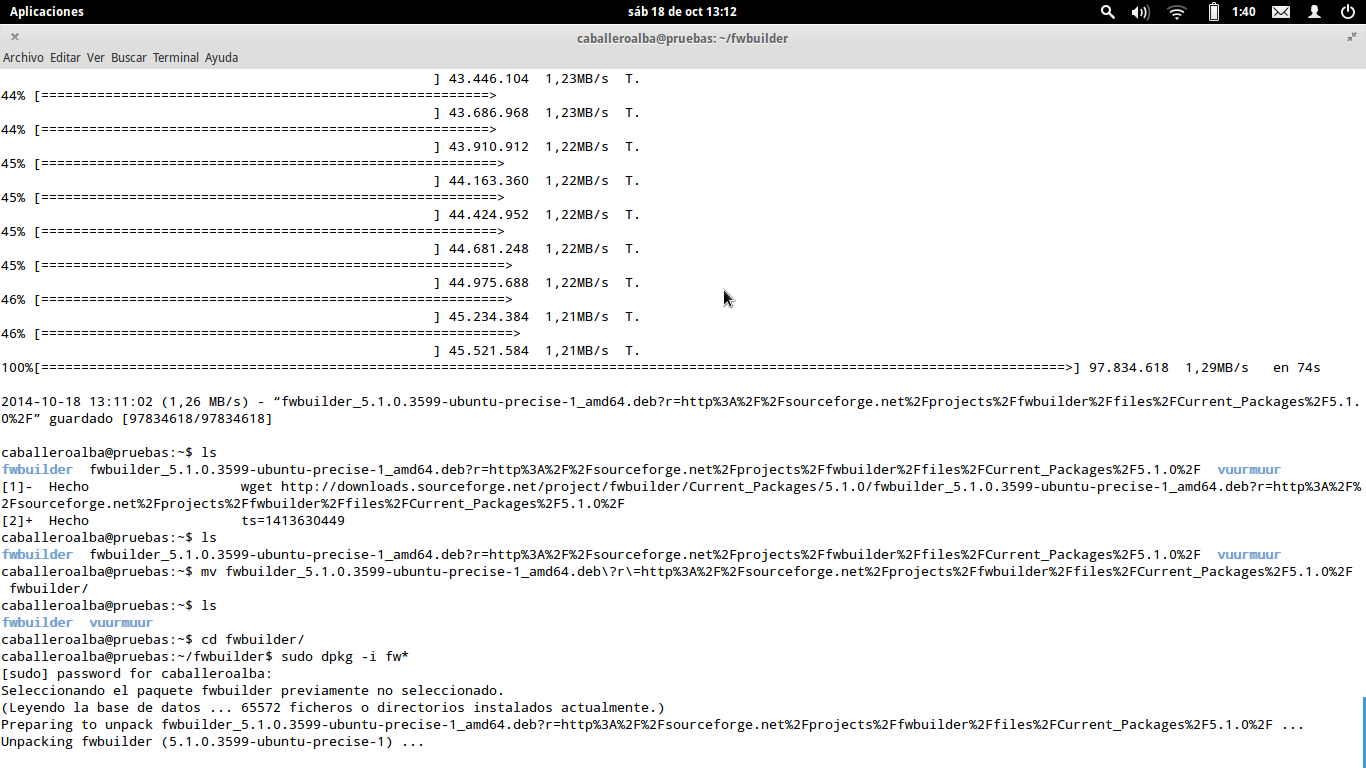 Aplicaciones sáb 18 de oct 13:12 1:40
caballeroalba@pruebas: ~/fwbuilder
Archivo Editar Ver Buscar Terminal Ayuda
] 43.446.104 1,23MB/s T.
44% [========================================================>
] 43.686.968 1,23MB/s T.
44% [========================================================>
] 43.910.912 1,22MB/s T.
45% [=========================================================>
] 44.163.360 1,22MB/s T.
45% [=========================================================>
] 44.424.952 1,22MB/s T.
45% [=========================================================>
] 44.681.248 1,22MB/s T.
45% [==========================================================>
] 44.975.688 1,22MB/s T.
46% [==========================================================>
] 45.234.384 1,21MB/s T.
46% [===========================================================>
] 45.521.584 1,21MB/s T.
100%[================================================================================================================================>] 97.834.618 1,29MB/s en 74s
2014-10-18 13:11:02 (1,26 MB/s) - “fwbuilder_5.1.0.3599-ubuntu-precise-1_amd64.deb?r=http%3A%2F%2Fsourceforge.net%2Fprojects%2Ffwbuilder%2Ffiles%2FCurrent_Packages%2F5.1.
0%2F” guardado [97834618/97834618]
caballeroalba@pruebas:~$ ls
fwbuilder fwbuilder_5.1.0.3599-ubuntu-precise-1_amd64.deb?r=http%3A%2F%2Fsourceforge.net%2Fprojects%2Ffwbuilder%2Ffiles%2FCurrent_Packages%2F5.1.0%2F vuurmuur
[1]- Hecho wget http://downloads.sourceforge.net/project/fwbuilder/Current_Packages/5.1.0/fwbuilder_5.1.0.3599-ubuntu-precise-1_amd64.deb?r=http%3A%2F%
2Fsourceforge.net%2Fprojects%2Ffwbuilder%2Ffiles%2FCurrent_Packages%2F5.1.0%2F
[2]+ Hecho ts=1413630449
caballeroalba@pruebas:~$ ls
fwbuilder fwbuilder_5.1.0.3599-ubuntu-precise-1_amd64.deb?r=http%3A%2F%2Fsourceforge.net%2Fprojects%2Ffwbuilder%2Ffiles%2FCurrent_Packages%2F5.1.0%2F vuurmuur
caballeroalba@pruebas:~$ mv fwbuilder_5.1.0.3599-ubuntu-precise-1_amd64.deb\?r\=http%3A%2F%2Fsourceforge.net%2Fprojects%2Ffwbuilder%2Ffiles%2FCurrent_Packages%2F5.1.0%2F
fwbuilder/
caballeroalba@pruebas:~$ ls
fwbuilder vuurmuur
caballeroalba@pruebas:~$ cd fwbuilder/
caballeroalba@pruebas:~/fwbuilder$ sudo dpkg -i fw*
[sudo] password for caballeroalba:
Seleccionando el paquete fwbuilder previamente no seleccionado.
(Leyendo la base de datos ... 65572 ficheros o directorios instalados actualmente.)
Preparing to unpack fwbuilder_5.1.0.3599-ubuntu-precise-1_amd64.deb?r=http%3A%2F%2Fsourceforge.net%2Fprojects%2Ffwbuilder%2Ffiles%2FCurrent_Packages%2F5.1.0%2F ...
Unpacking fwbuilder (5.1.0.3599-ubuntu-precise-1) ...